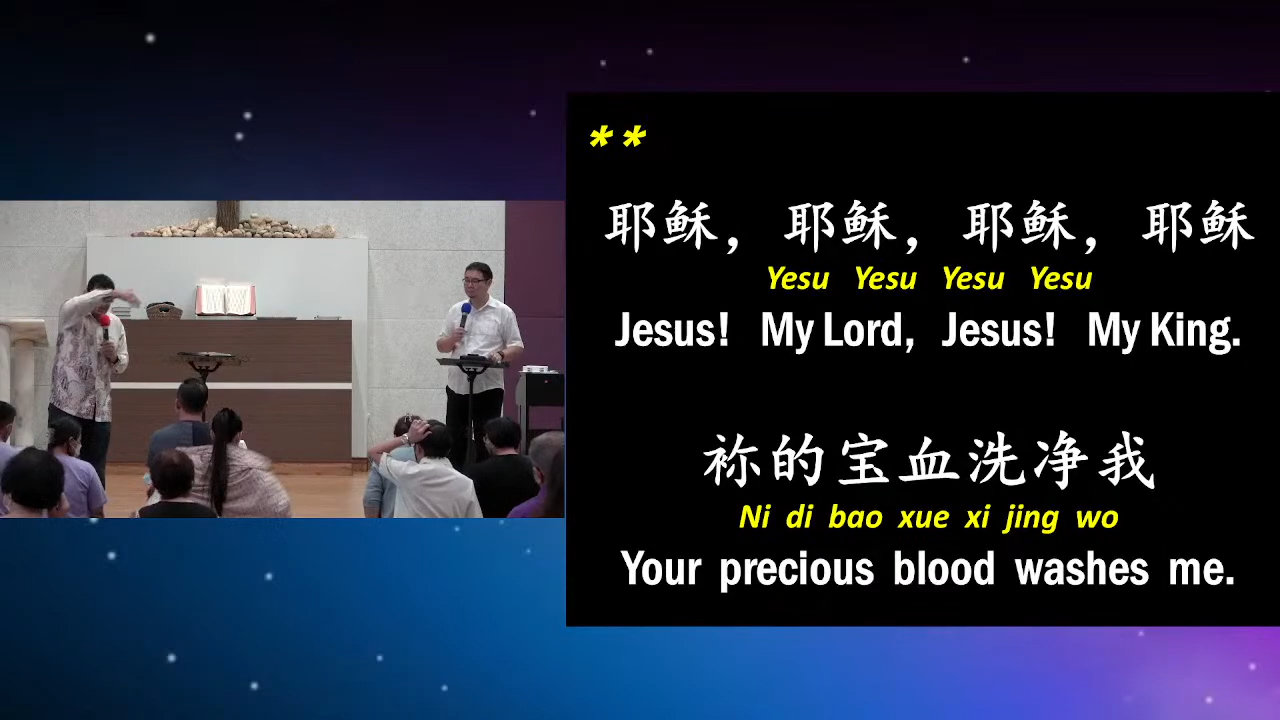 **
耶稣，耶稣，耶稣，耶稣
Yesu Yesu Yesu Yesu
Jesus! My Lord, Jesus! My King.
祢的宝血洗净我
Ni di bao xue xi jing wo
Your precious blood washes me.